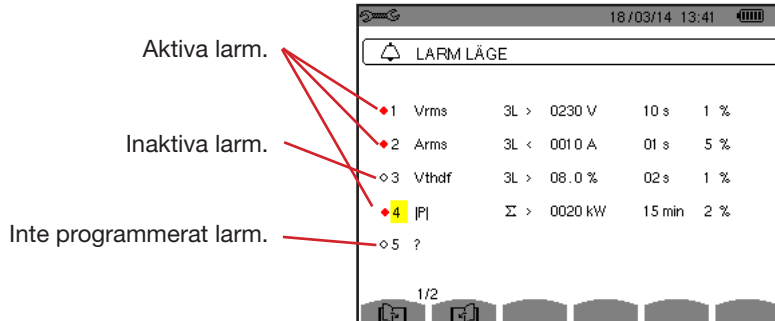 18/03/14 13:41
LARM LÄGE
Aktiva larm.
1 Vrms 3L > 0230 V 10 s 1 %
2 Arms 3L < 0010 A 01 s 5 %
Inaktiva larm.
3 Vthdf 3L > 08.0 % 02 s 1 %
4 |P| Σ > 0020 kW 15 min 2 %
Inte programmerat larm.
5 ?
1/2